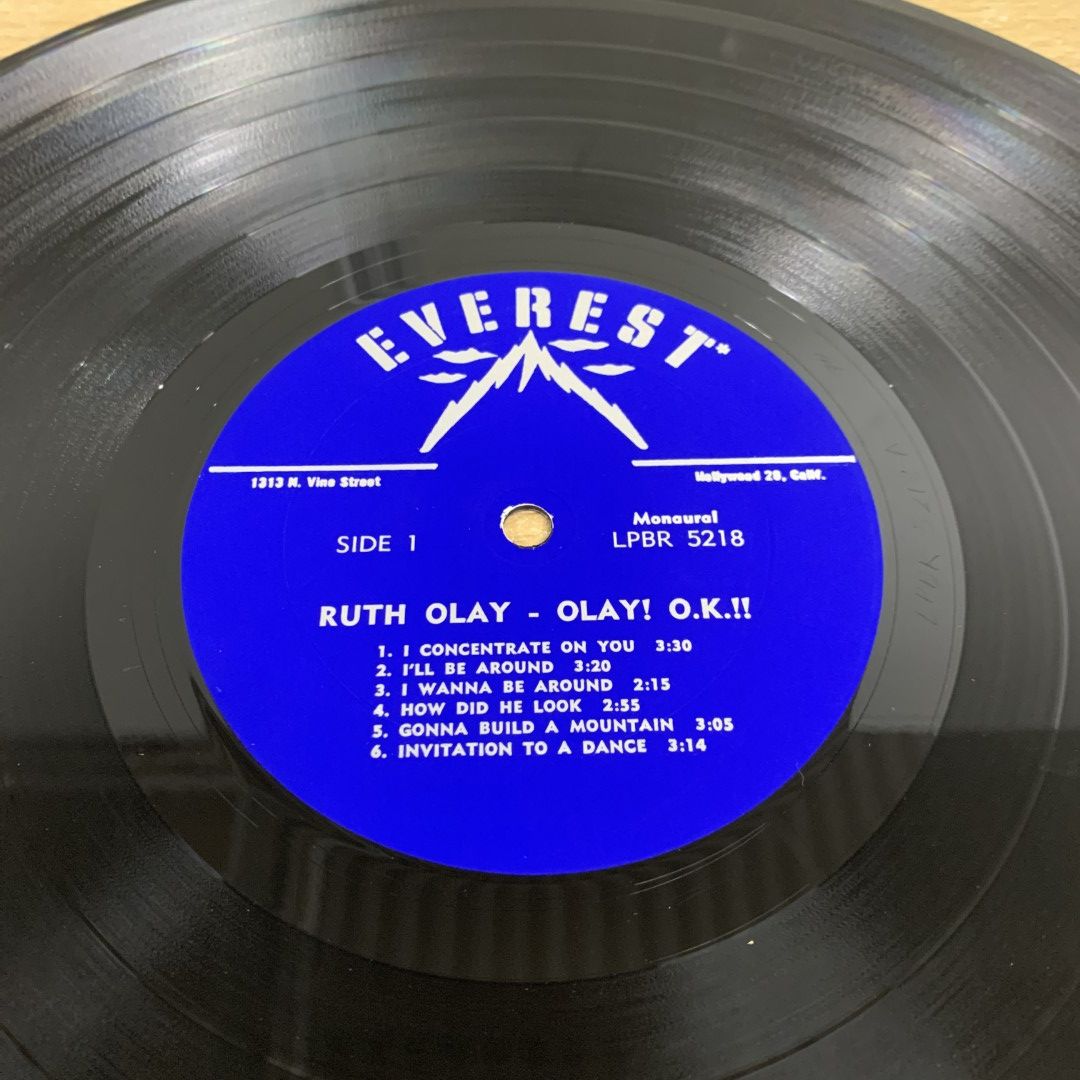 EVEREST*
1313 N. Vine Street
Hollywood 28, Calif.
SIDE 1
Monaural
LPBR 5218
RUTH OLAY - OLAY! O.K.!!
1. I CONCENTRATE ON YOU 3:30
2. I'LL BE AROUND 3:20
3. I WANNA BE AROUND 2:15
4. HOW DID HE LOOK 2:55
5. GONNA BUILD A MOUNTAIN 3:05
6. INVITATION TO A DANCE 3:14